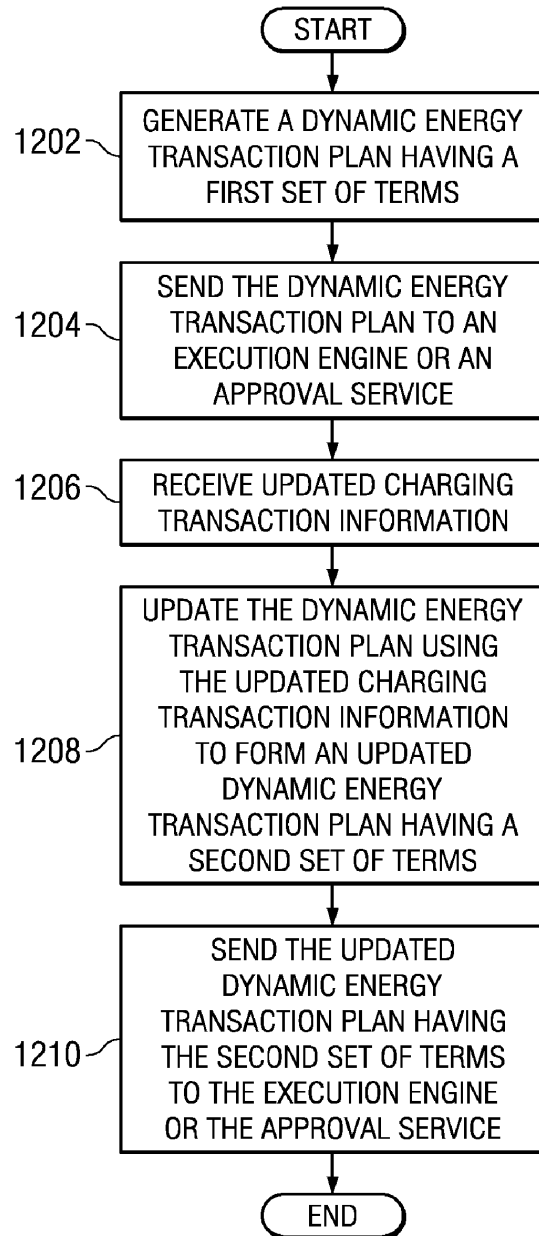 START
1202
GENERATE A DYNAMIC ENERGY
TRANSACTION PLAN HAVING A
FIRST SET OF TERMS
1204
SEND THE DYNAMIC ENERGY
TRANSACTION PLAN TO AN
EXECUTION ENGINE OR AN
APPROVAL SERVICE
1206
RECEIVE UPDATED CHARGING
TRANSACTION INFORMATION
1208
UPDATE THE DYNAMIC ENERGY
TRANSACTION PLAN USING
THE UPDATED CHARGING
TRANSACTION INFORMATION
TO FORM AN UPDATED
DYNAMIC ENERGY
TRANSACTION PLAN HAVING A
SECOND SET OF TERMS
1210
SEND THE UPDATED
DYNAMIC ENERGY
TRANSACTION PLAN HAVING
THE SECOND SET OF TERMS
TO THE EXECUTION ENGINE
OR THE APPROVAL SERVICE
END